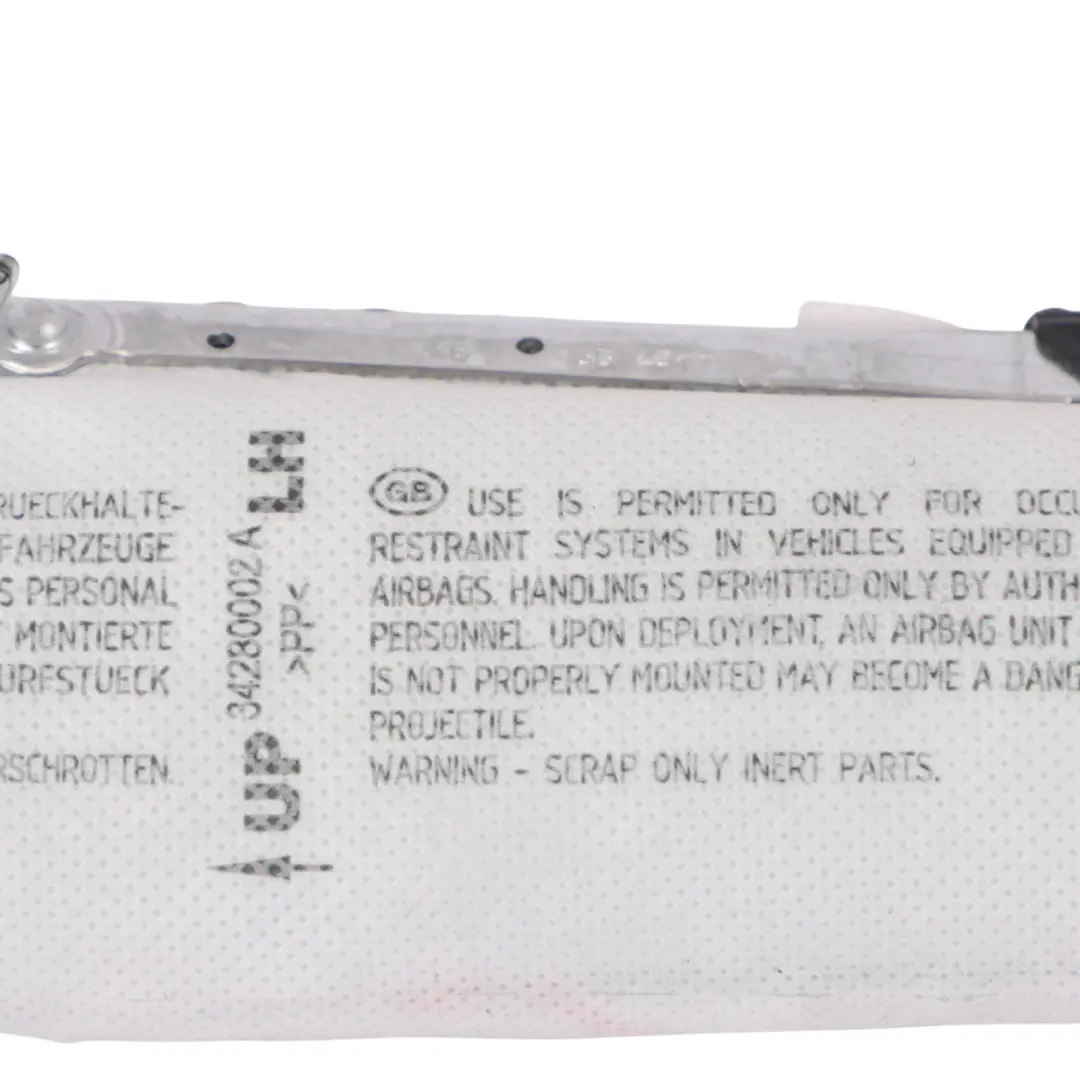 RUECKHALTE-
FAHRZEUGE
S PERSONAL
MONTIERTE
URFSTUECK
RSCHROTTEN.
UP 342280002 A LH
>PP<
GB USE IS PERMITTED ONLY FOR OCCU
RESTRAINT SYSTEMS IN VEHICLES EQUIPPED
AIRBAGS. HANDLING IS PERMITTED ONLY BY AUTH
PERSONNEL. UPON DEPLOYMENT, AN AIRBAG UNIT
IS NOT PROPERLY MOUNTED MAY BECOME A DANG
PROJECTILE.
WARNING - SCRAP ONLY INERT PARTS.